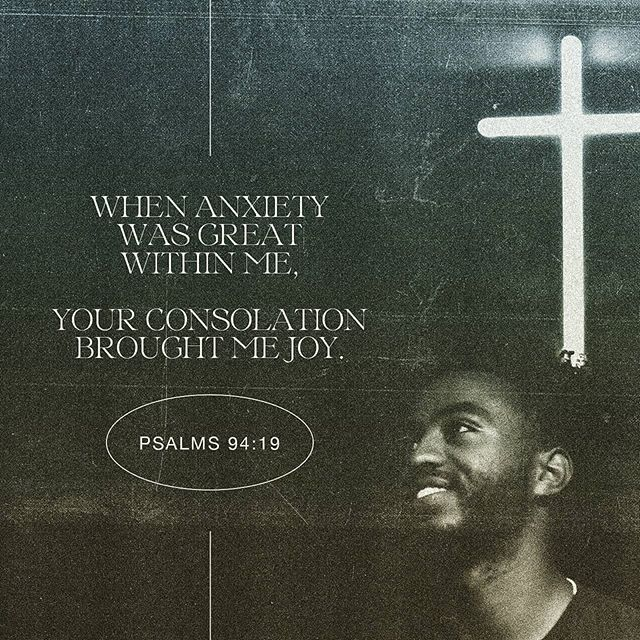 WHEN ANXIETY
WAS GREAT
WITHIN ME,
YOUR CONSOLATION
BROUGHT ME JOY.
PSALMS 94:19